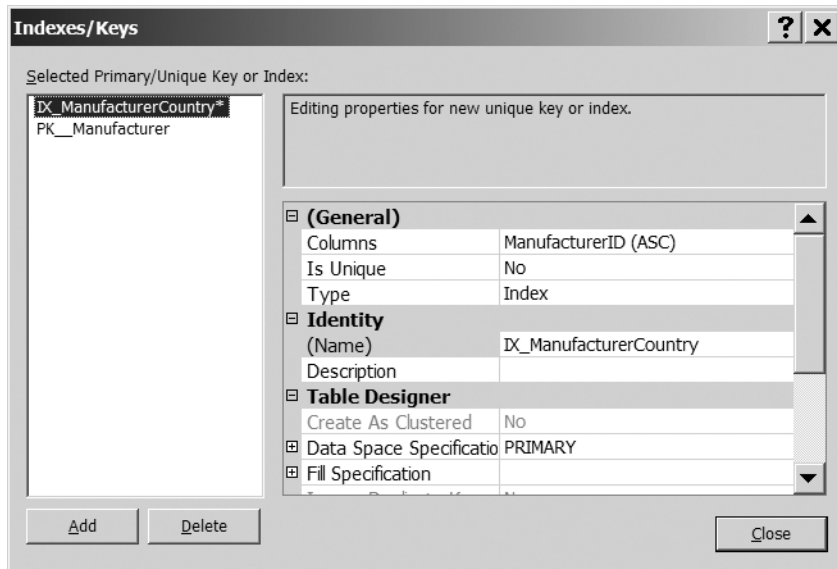 Indexes/Keys
Selected Primary/Unique Key or Index:
IX_ManufacturerCountry*
PK__Manufacturer
Editing properties for new unique key or index.
(General)
Columns ManufacturerID (ASC)
Is Unique No
Type Index
Identity
(Name) IX_ManufacturerCountry
Description
Table Designer
Create As Clustered No
Data Space Specificatio PRIMARY
Fill Specification
Add Delete
Close